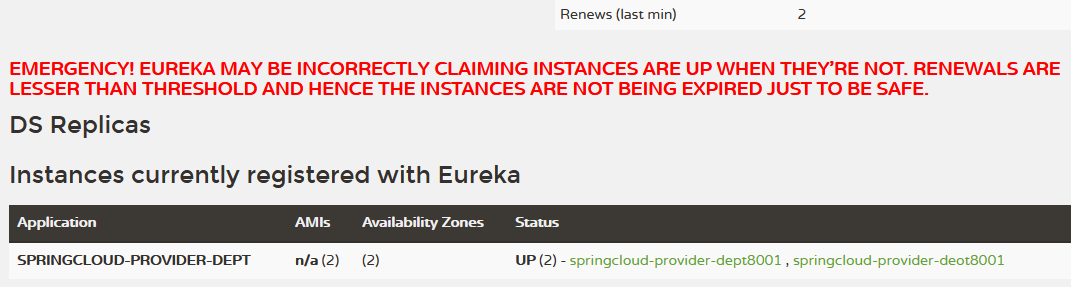 Renews (last min) 2
EMERGENCY! EUREKA MAY BE INCORRECTLY CLAIMING INSTANCES ARE UP WHEN THEY'RE NOT. RENEWALS ARE
LESSER THAN THRESHOLD AND HENCE THE INSTANCES ARE NOT BEING EXPIRED JUST TO BE SAFE.
DS Replicas
Instances currently registered with Eureka
Application AMIs Availability Zones Status
SPRINGCLOUD-PROVIDER-DEPT n/a (2) (2) UP (2) - springcloud-provider-dept8001 , springcloud-provider-deot8001